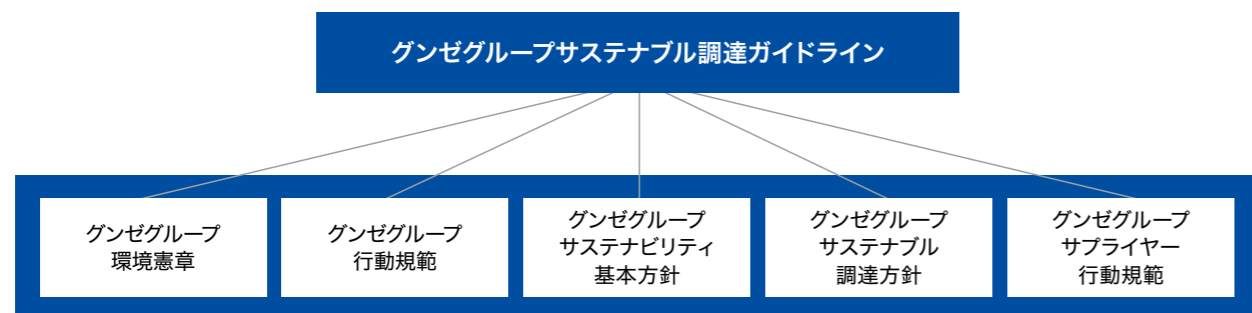 グンゼグループサステナブル調達ガイドライン
グンゼグループ
環境憲章
グンゼグループ
行動規範
グンゼグループ
サステナビリティ
基本方針
グンゼグループ
サステナブル
調達方針
グンゼグループ
サプライヤー
行動規範